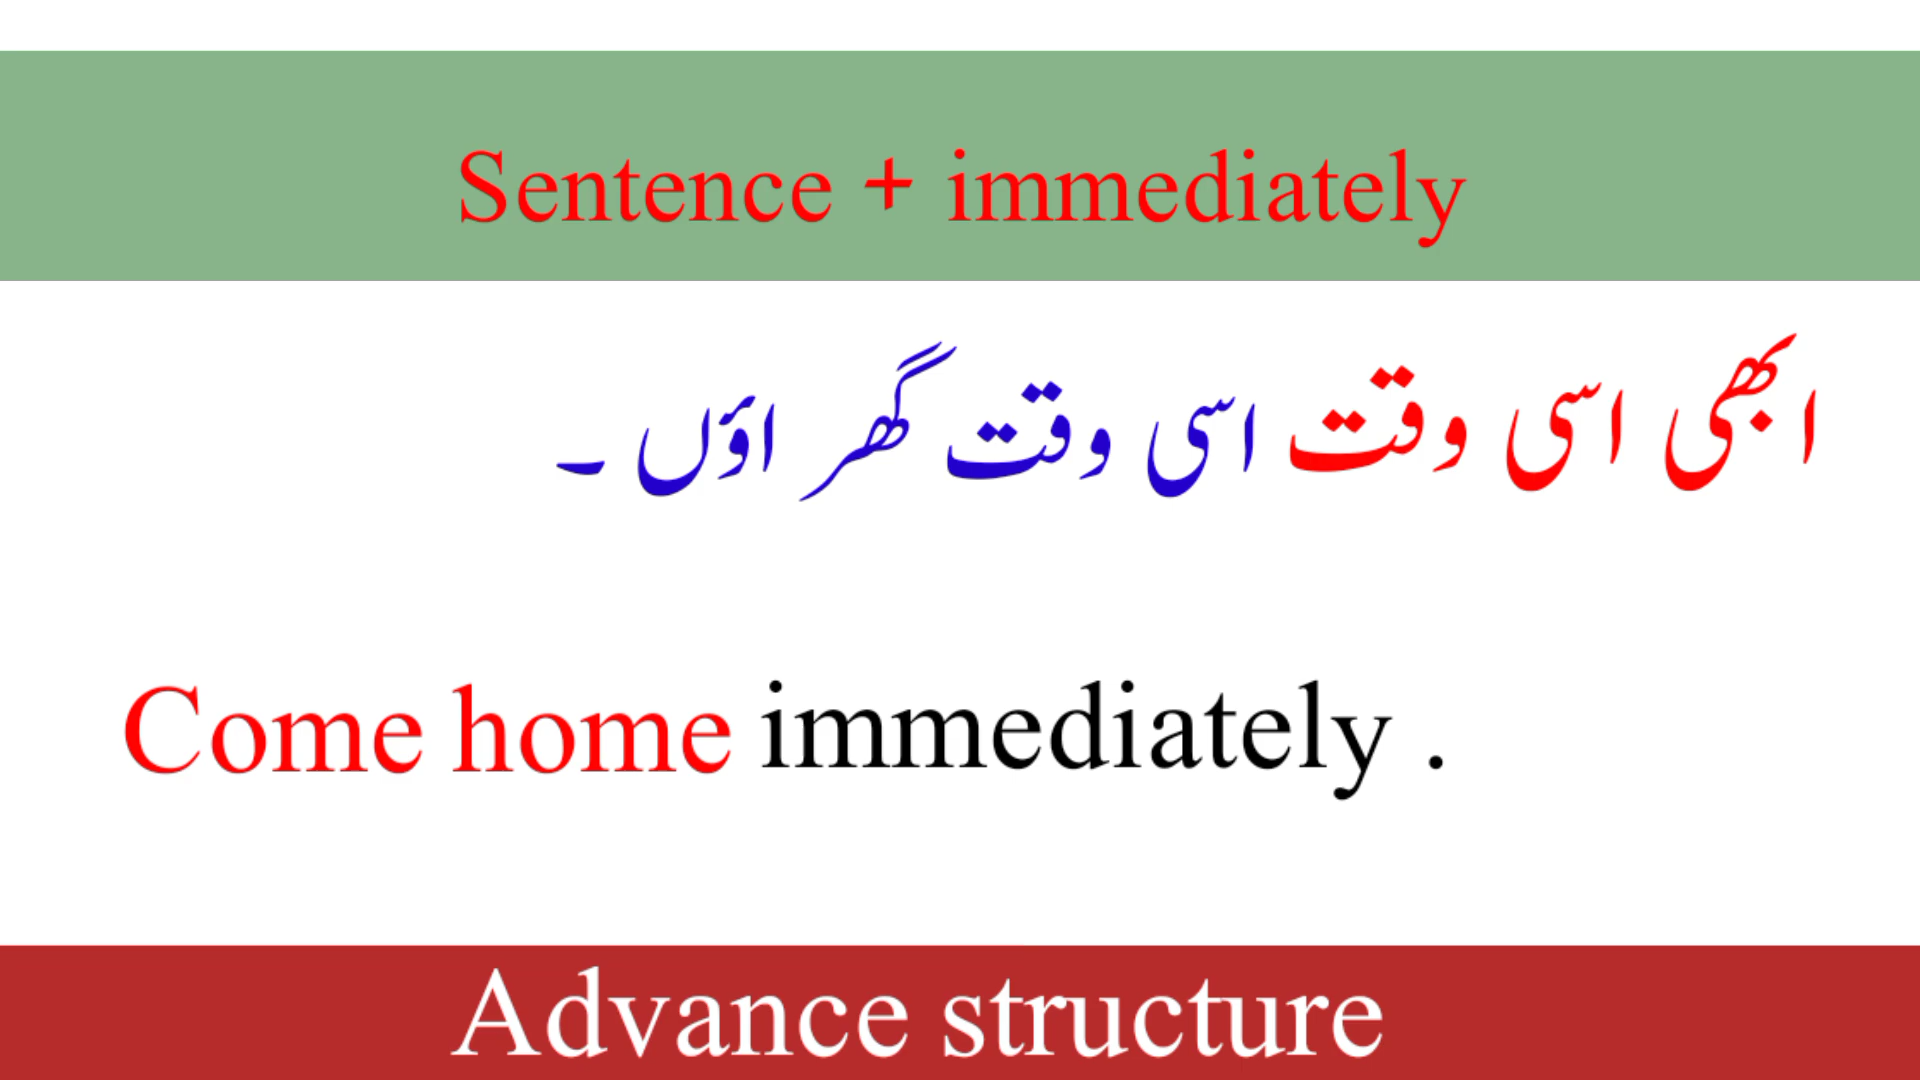 Sentence + immediately
ابھی اسی وقت اسی وقت گھر اؤں ۔
Come home immediately .
Advance structure